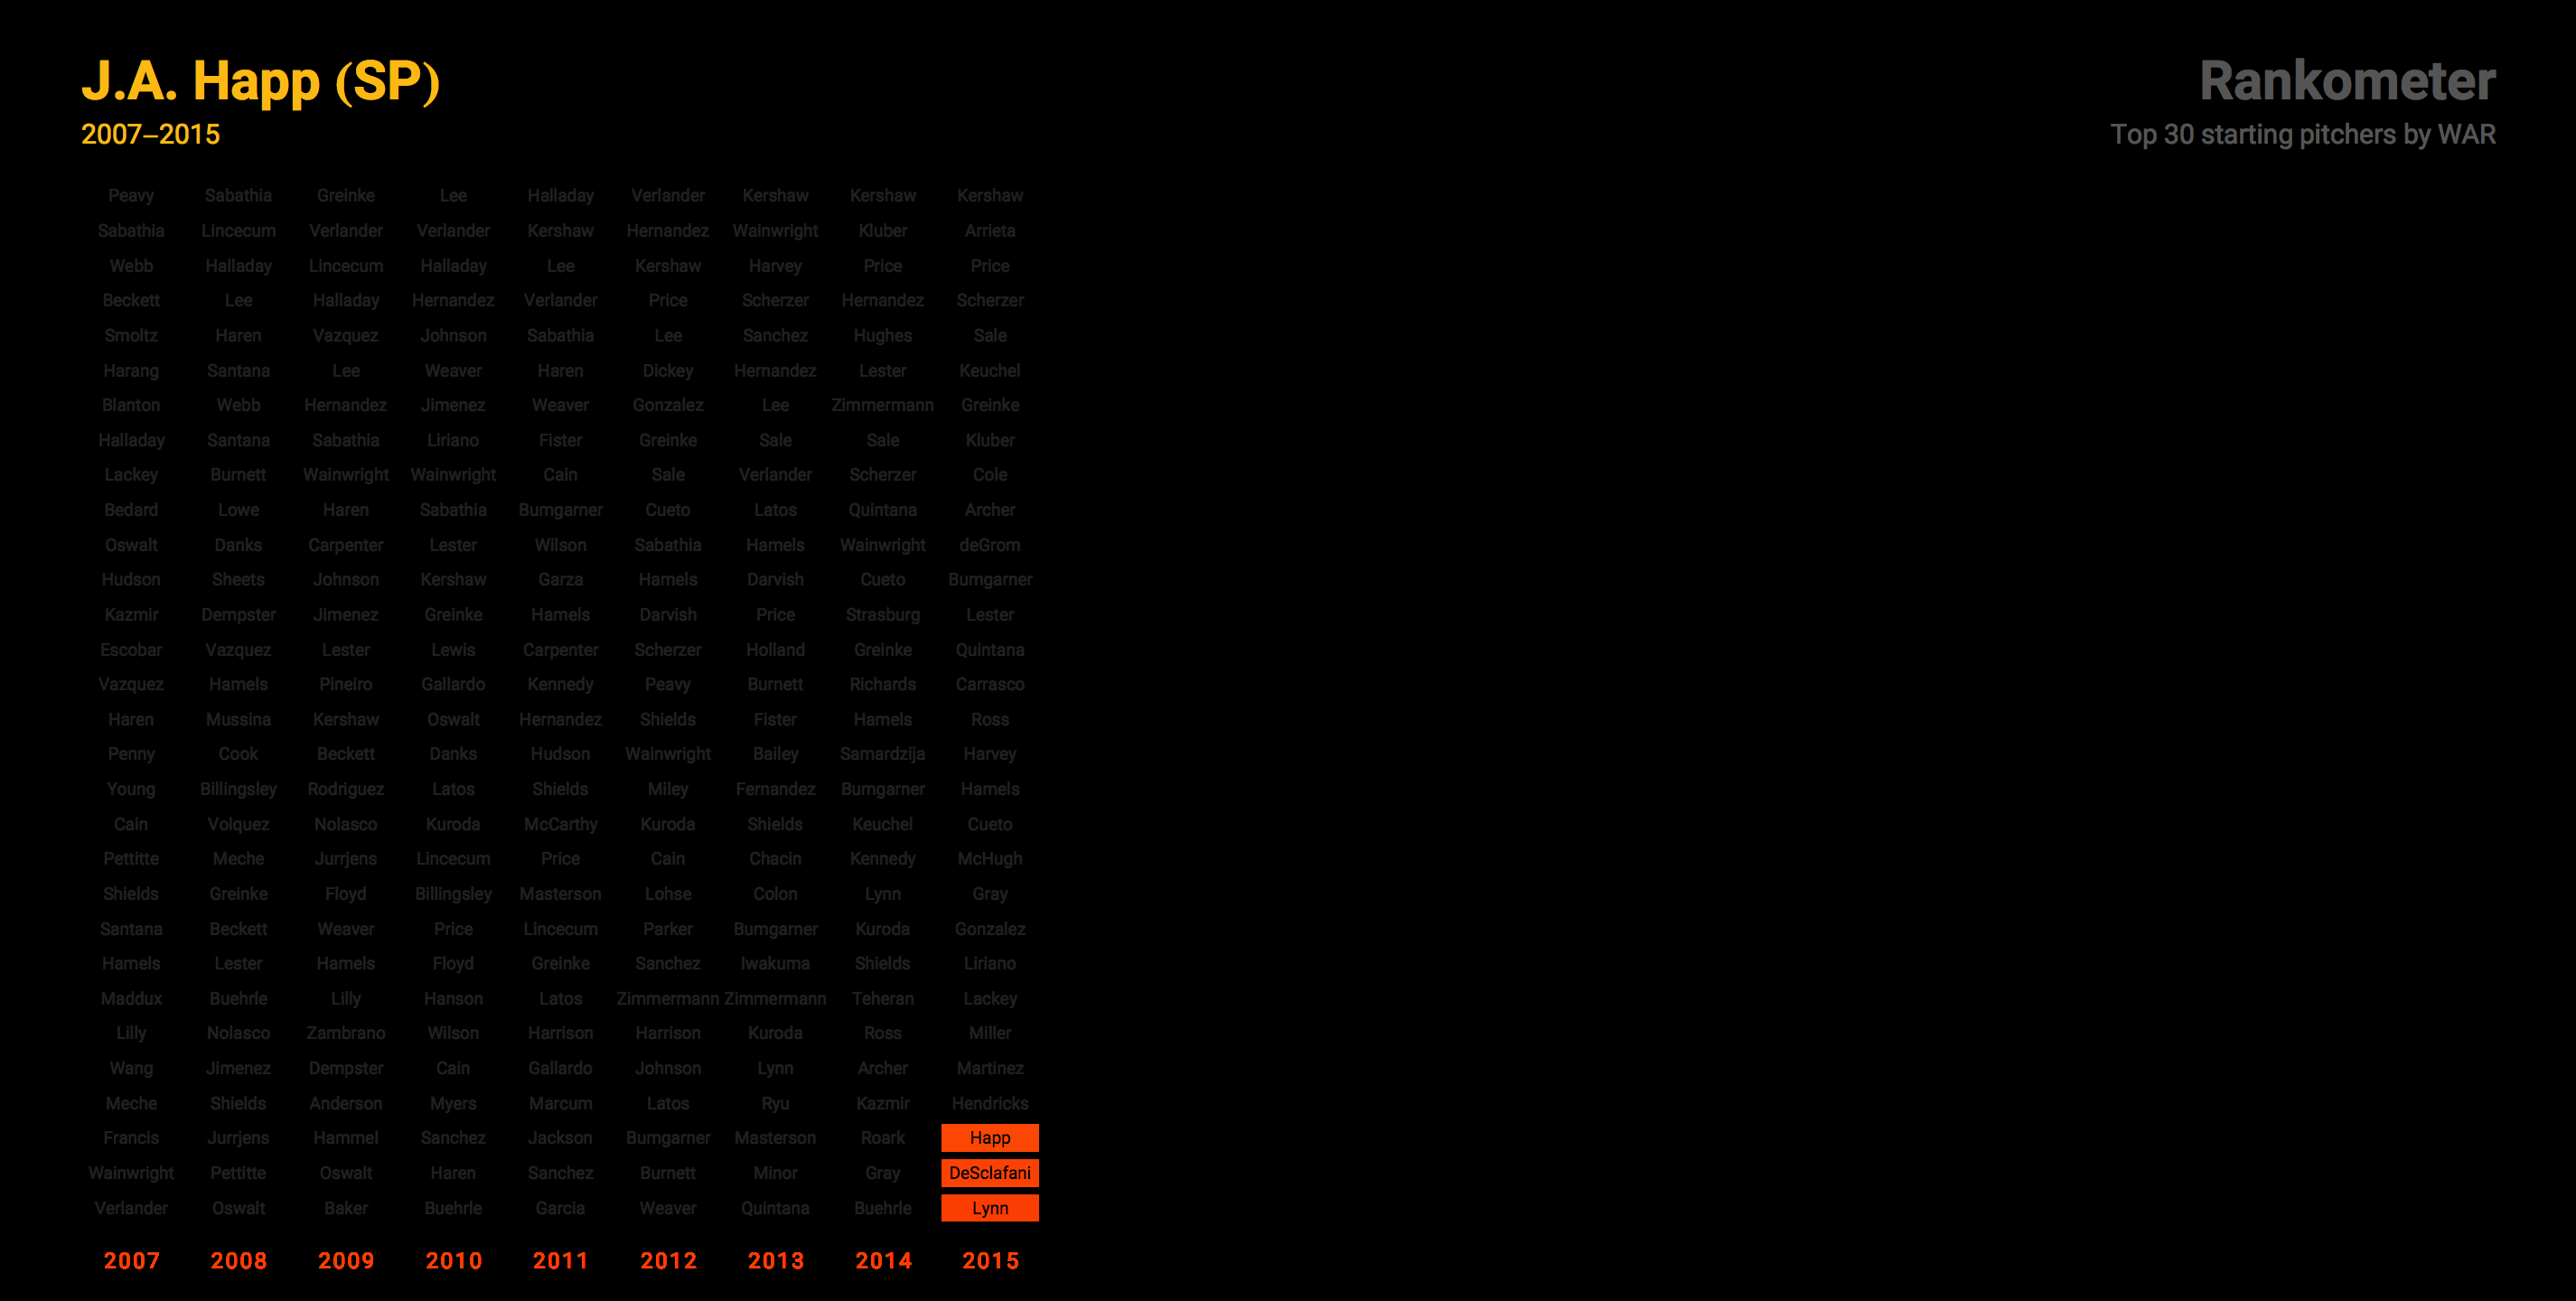 J.A. Happ (SP)
2007–2015
Rankometer
Top 30 starting pitchers by WAR
Peavy Sabathia Greinke Lee Halladay Verlander Kershaw Kershaw Kershaw
Sabathia Lincecum Verlander Verlander Kershaw Hernandez Wainwright Kluber Arrieta
Webb Halladay Lincecum Halladay Lee Kershaw Harvey Price Price
Beckett Lee Halladay Hernandez Verlander Price Scherzer Hernandez Scherzer
Smoltz Haren Vazquez Johnson Sabathia Lee Sanchez Hughes Sale
Harang Santana Lee Weaver Haren Dickey Hernandez Lester Keuchel
Blanton Webb Hernandez Jimenez Weaver Gonzalez Lee Zimmermann Greinke
Halladay Santana Sabathia Liriano Fister Greinke Sale Sale Kluber
Lackey Burnett Wainwright Wainwright Cain Sale Verlander Scherzer Cole
Bedard Lowe Haren Sabathia Bumgarner Cueto Latos Quintana Archer
Oswalt Danks Carpenter Lester Wilson Sabathia Hamels Wainwright deGrom
Hudson Sheets Johnson Kershaw Garza Hamels Darvish Cueto Bumgarner
Kazmir Dempster Jimenez Greinke Hamels Darvish Price Strasburg Lester
Escobar Vazquez Lester Lewis Carpenter Scherzer Holland Greinke Quintana
Vazquez Hamels Pineiro Gallardo Kennedy Peavy Burnett Richards Carrasco
Haren Mussina Kershaw Oswalt Hernandez Shields Fister Hamels Ross
Penny Cook Beckett Danks Hudson Wainwright Bailey Samardzija Harvey
Young Billingsley Rodriguez Latos Shields Miley Fernandez Bumgarner Hamels
Cain Volquez Nolasco Kuroda McCarthy Kuroda Shields Keuchel Cueto
Pettitte Meche Jurrjens Lincecum Price Cain Chacin Kennedy McHugh
Shields Greinke Floyd Billingsley Masterson Lohse Colon Lynn Gray
Santana Beckett Weaver Price Lincecum Parker Bumgarner Kuroda Gonzalez
Hamels Lester Hamels Floyd Greinke Sanchez Iwakuma Shields Liriano
Maddux Buehrle Lilly Hanson Latos Zimmermann Zimmermann Teheran Lackey
Lilly Nolasco Zambrano Wilson Harrison Harrison Kuroda Ross Miller
Wang Jimenez Dempster Cain Gallardo Johnson Lynn Archer Martinez
Meche Shields Anderson Myers Marcum Latos Ryu Kazmir Hendricks
Francis Jurrjens Hammel Sanchez Jackson Bumgarner Masterson Roark Happ
Wainwright Pettitte Oswalt Haren Sanchez Burnett Minor Gray DeSclafani
Verlander Oswalt Baker Buehrle Garcia Weaver Quintana Buehrle Lynn
2007 2008 2009 2010 2011 2012 2013 2014 2015